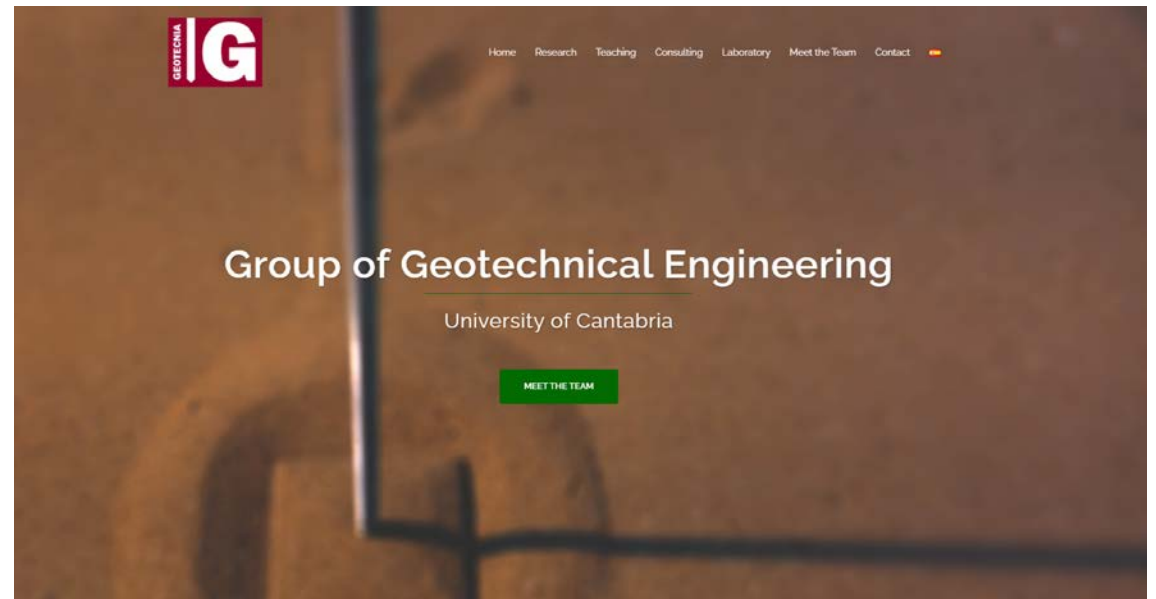 GEOTECNIA
G
Home Research Teaching Consulting Laboratory Meet the Team Contact
Group of Geotechnical Engineering
University of Cantabria
MEET THE TEAM